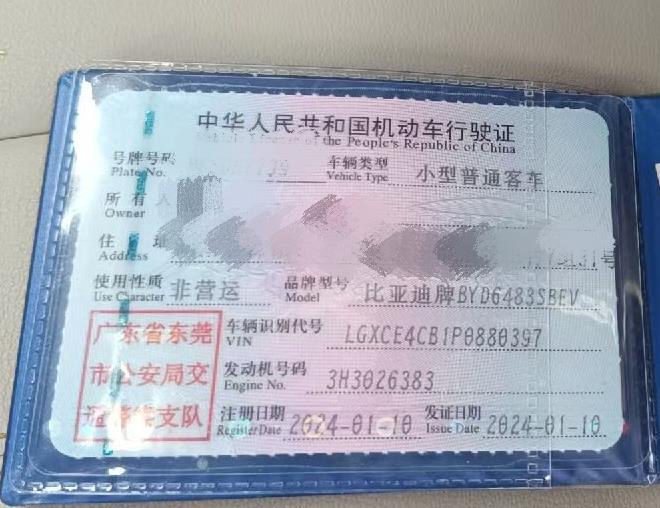 中华人民共和国机动车行驶证
of the People's Republic of China
号牌号码
Plate No.
车辆类型 小型普通客车
Vehicle Type
所有人
Owner
住 址 号
Address
使用性质 非营运 品牌型号 比亚迪牌BYD6483SBEV
Use Character Model
广东省东莞
市公安局交
支队
车辆识别代号 LGXCE4CB1P0880397
VIN
发动机号码 3H3026383
Engine No.
注册日期 2024-01-10 发证日期 2024-01-10
Register Date Issue Date